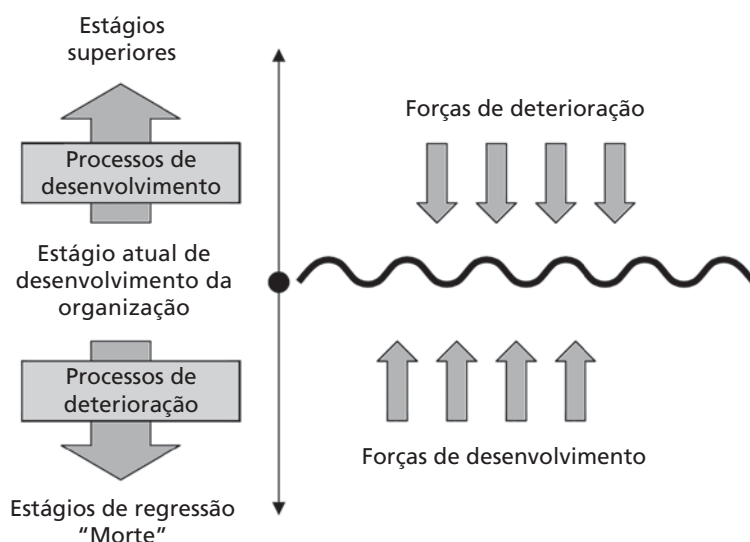 Estágios
superiores
Processos de
desenvolvimento
Estágio atual de
desenvolvimento da
organização
Processos de
deterioração
Estágios de regressão
“Morte”
Forças de deterioração
Forças de desenvolvimento